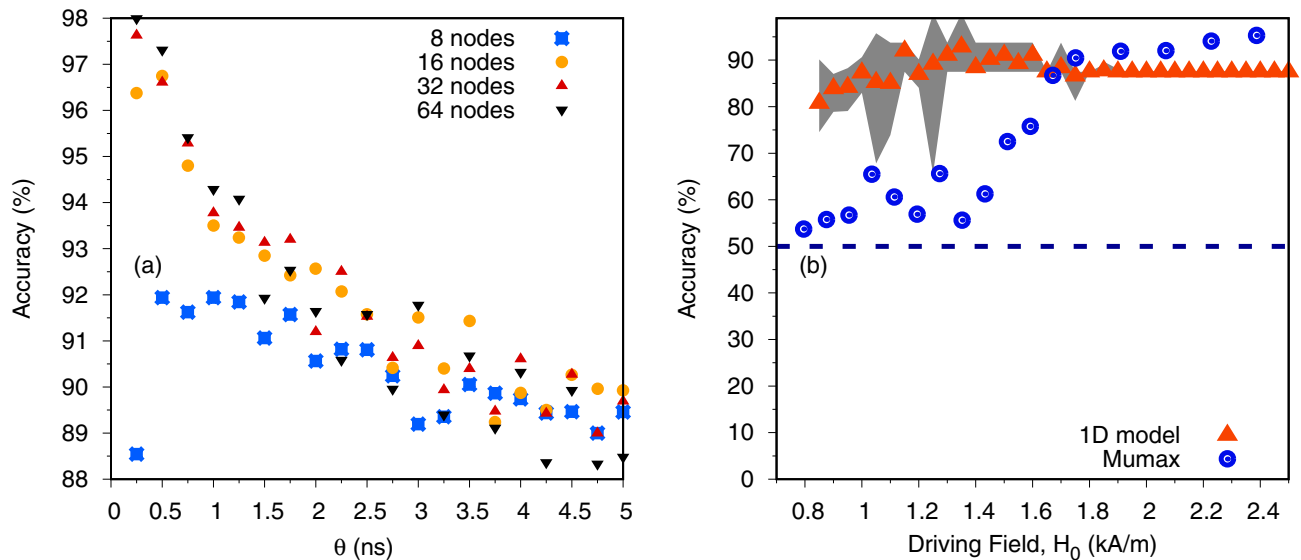 98
97
96
95
94
93
92
91
90
89
88
Accuracy (%)
8 nodes
16 nodes
32 nodes
64 nodes
(a)
0 0.5 1 1.5 2 2.5 3 3.5 4 4.5 5
θ (ns)
90
80
70
60
50
40
30
20
10
0
Accuracy (%)
(b)
1D model
Mumax
0.8 1 1.2 1.4 1.6 1.8 2 2.2 2.4
Driving Field, H₀ (kA/m)